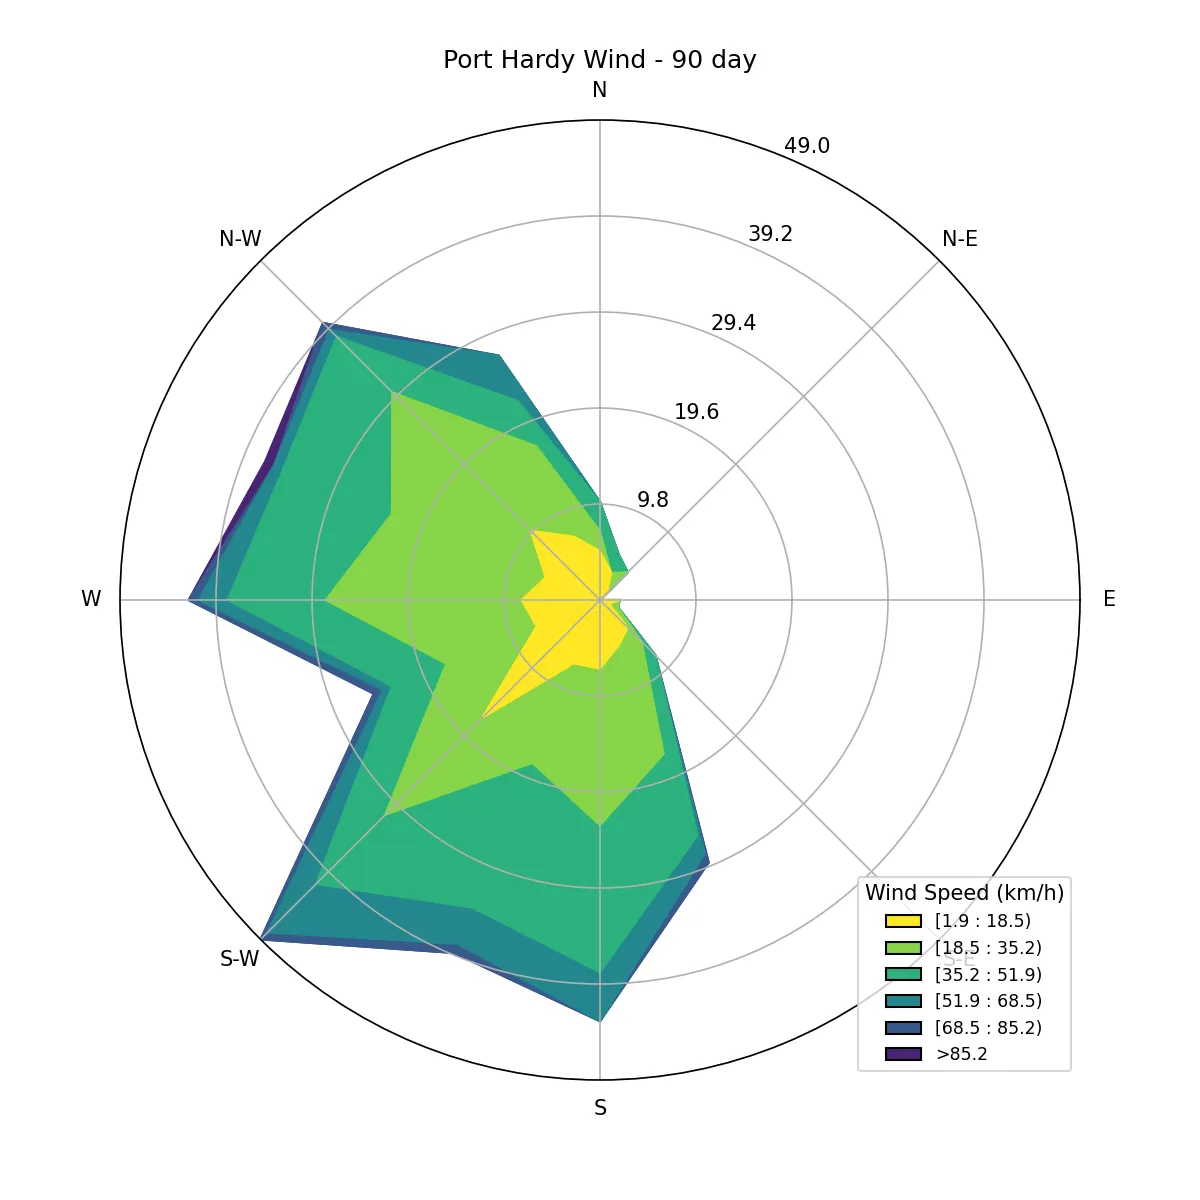 Port Hardy Wind - 90 day
N
49.0
39.2
N-W
N-E
29.4
19.6
9.8
W
E
Wind Speed (km/h)
[1.9 : 18.5)
[18.5 : 35.2)
S-W
S-E
[35.2 : 51.9)
[51.9 : 68.5)
[68.5 : 85.2)
>85.2
S